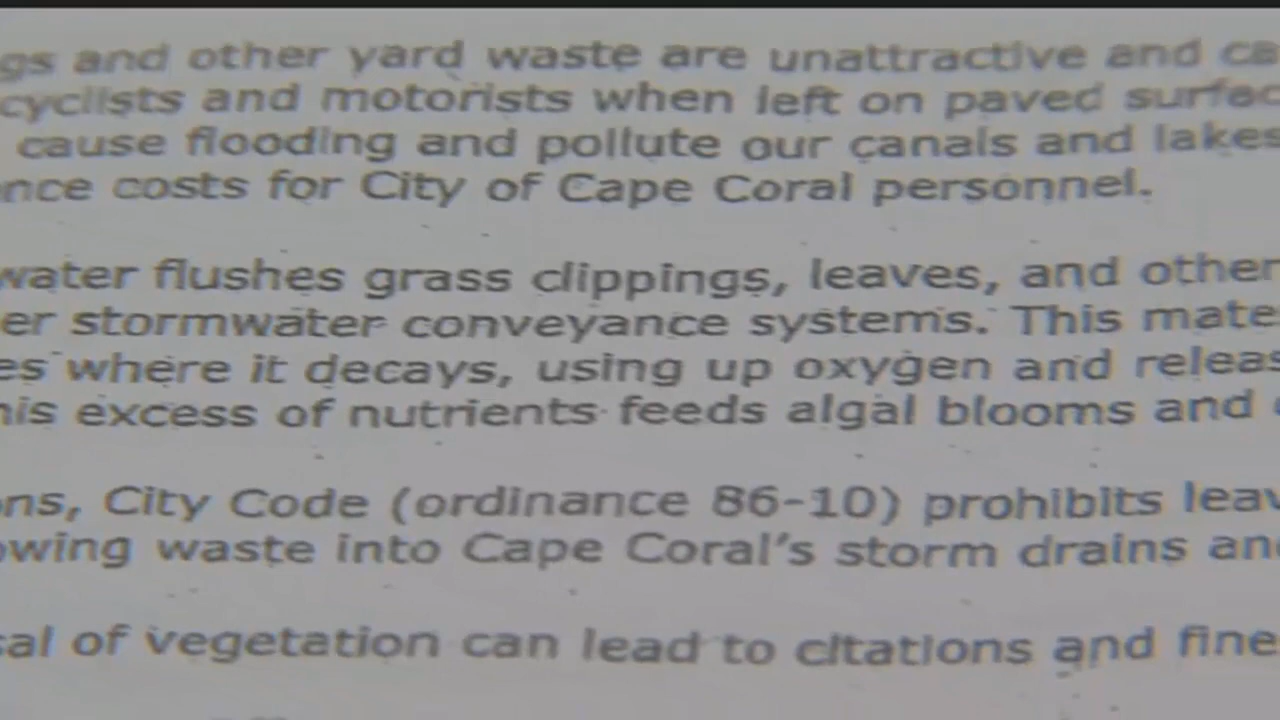 gs and other yard waste are unattractive and ca
cyclists and motorists when left on paved surfac
cause flooding and pollute our canals and lakes
nce costs for City of Cape Coral personnel.
water flushes grass clippings, leaves, and other
er stormwater conveyance systems. This mate
es where it decays, using up oxygen and releas
his excess of nutrients feeds algal blooms and
ons, City Code (ordinance 86-10) prohibits leav
owing waste into Cape Coral's storm drains and
sal of vegetation can lead to citations and fine